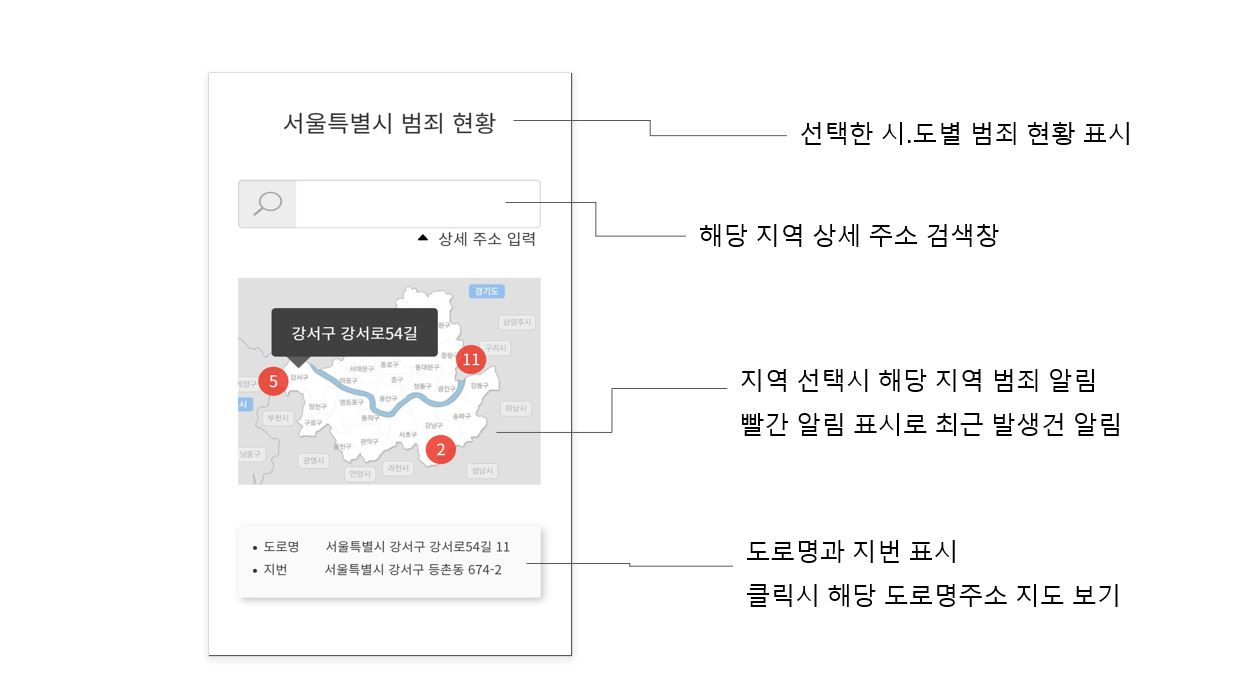 서울특별시 범죄 현황
선택한 시.도별 범죄 현황 표시
해당 지역 상세 주소 검색창
▲ 상세 주소 입력
경기도
남양주시
강서구 강서로54길
중랑구
구리시
11
종로구
동대문구
서대문구
5
강서구
마포구
중구
성동구
광진구
강동구
계양구
시
영등포구
용산구
하남시
양천구
부천시
동작구
송파구
구로구
강남구
서초구
관악구
금천구
2
남동구
광명시
안양시
과천시
성남시
지역 선택시 해당 지역 범죄 알림
빨간 알림 표시로 최근 발생건 알림
• 도로명 서울특별시 강서구 강서로54길 11
• 지번 서울특별시 강서구 등촌동 674-2
도로명과 지번 표시
클릭시 해당 도로명주소 지도 보기